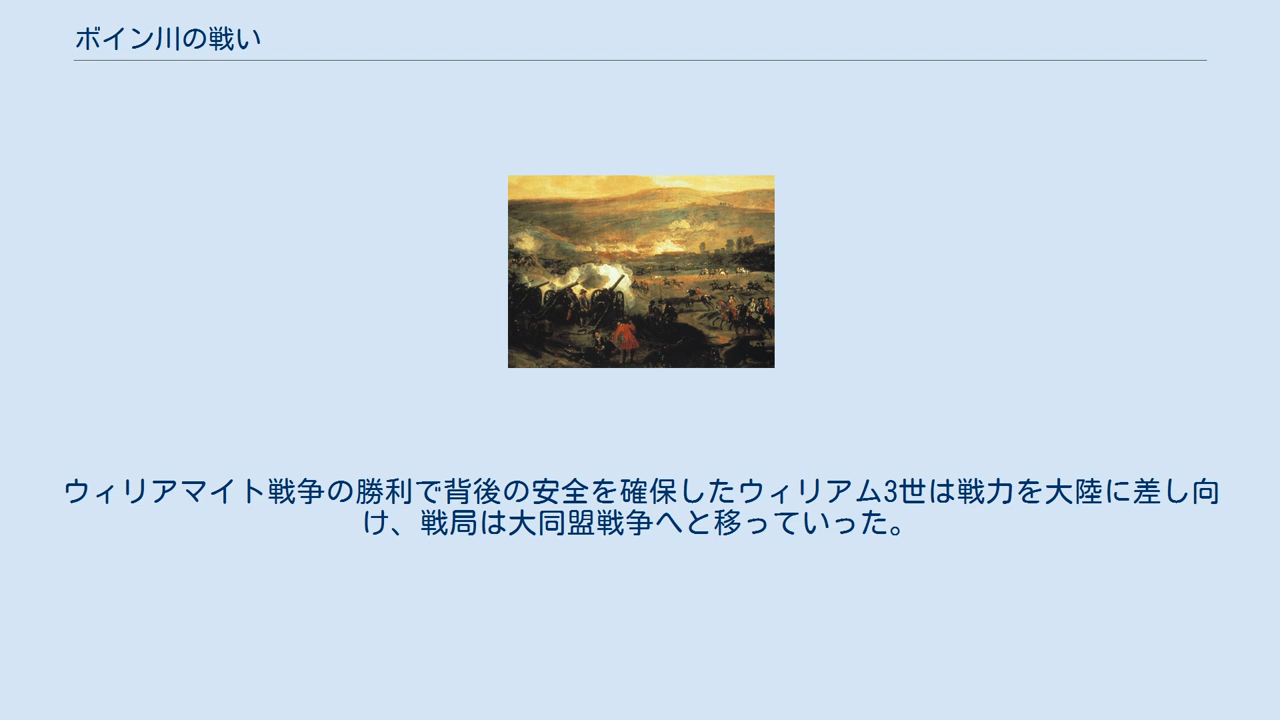 ボイン川の戦い
ウィリアマイト戦争の勝利で背後の安全を確保したウィリアム3世は戦力を大陸に差し向
け、戦局は大同盟戦争へと移っていった。